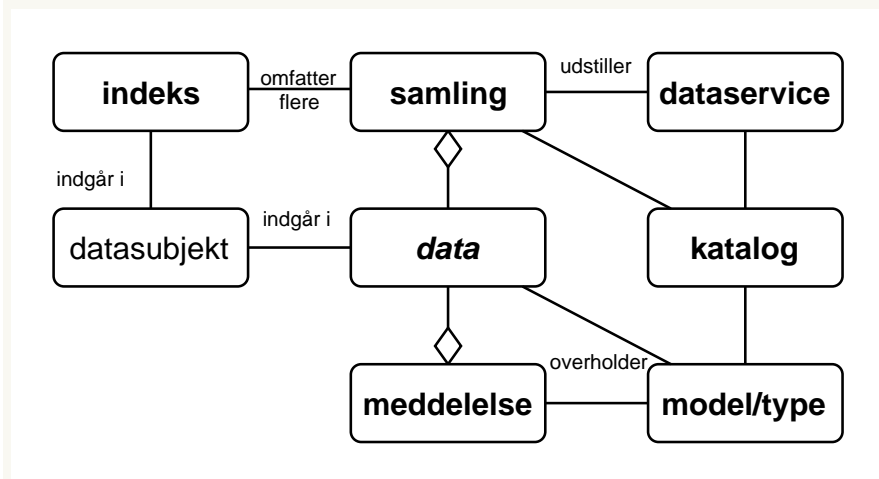 indeks
omfatter
flere
samling
udstiller
dataservice
indgår i
datasubjekt
indgår i
data
katalog
meddelelse
overholder
model/type